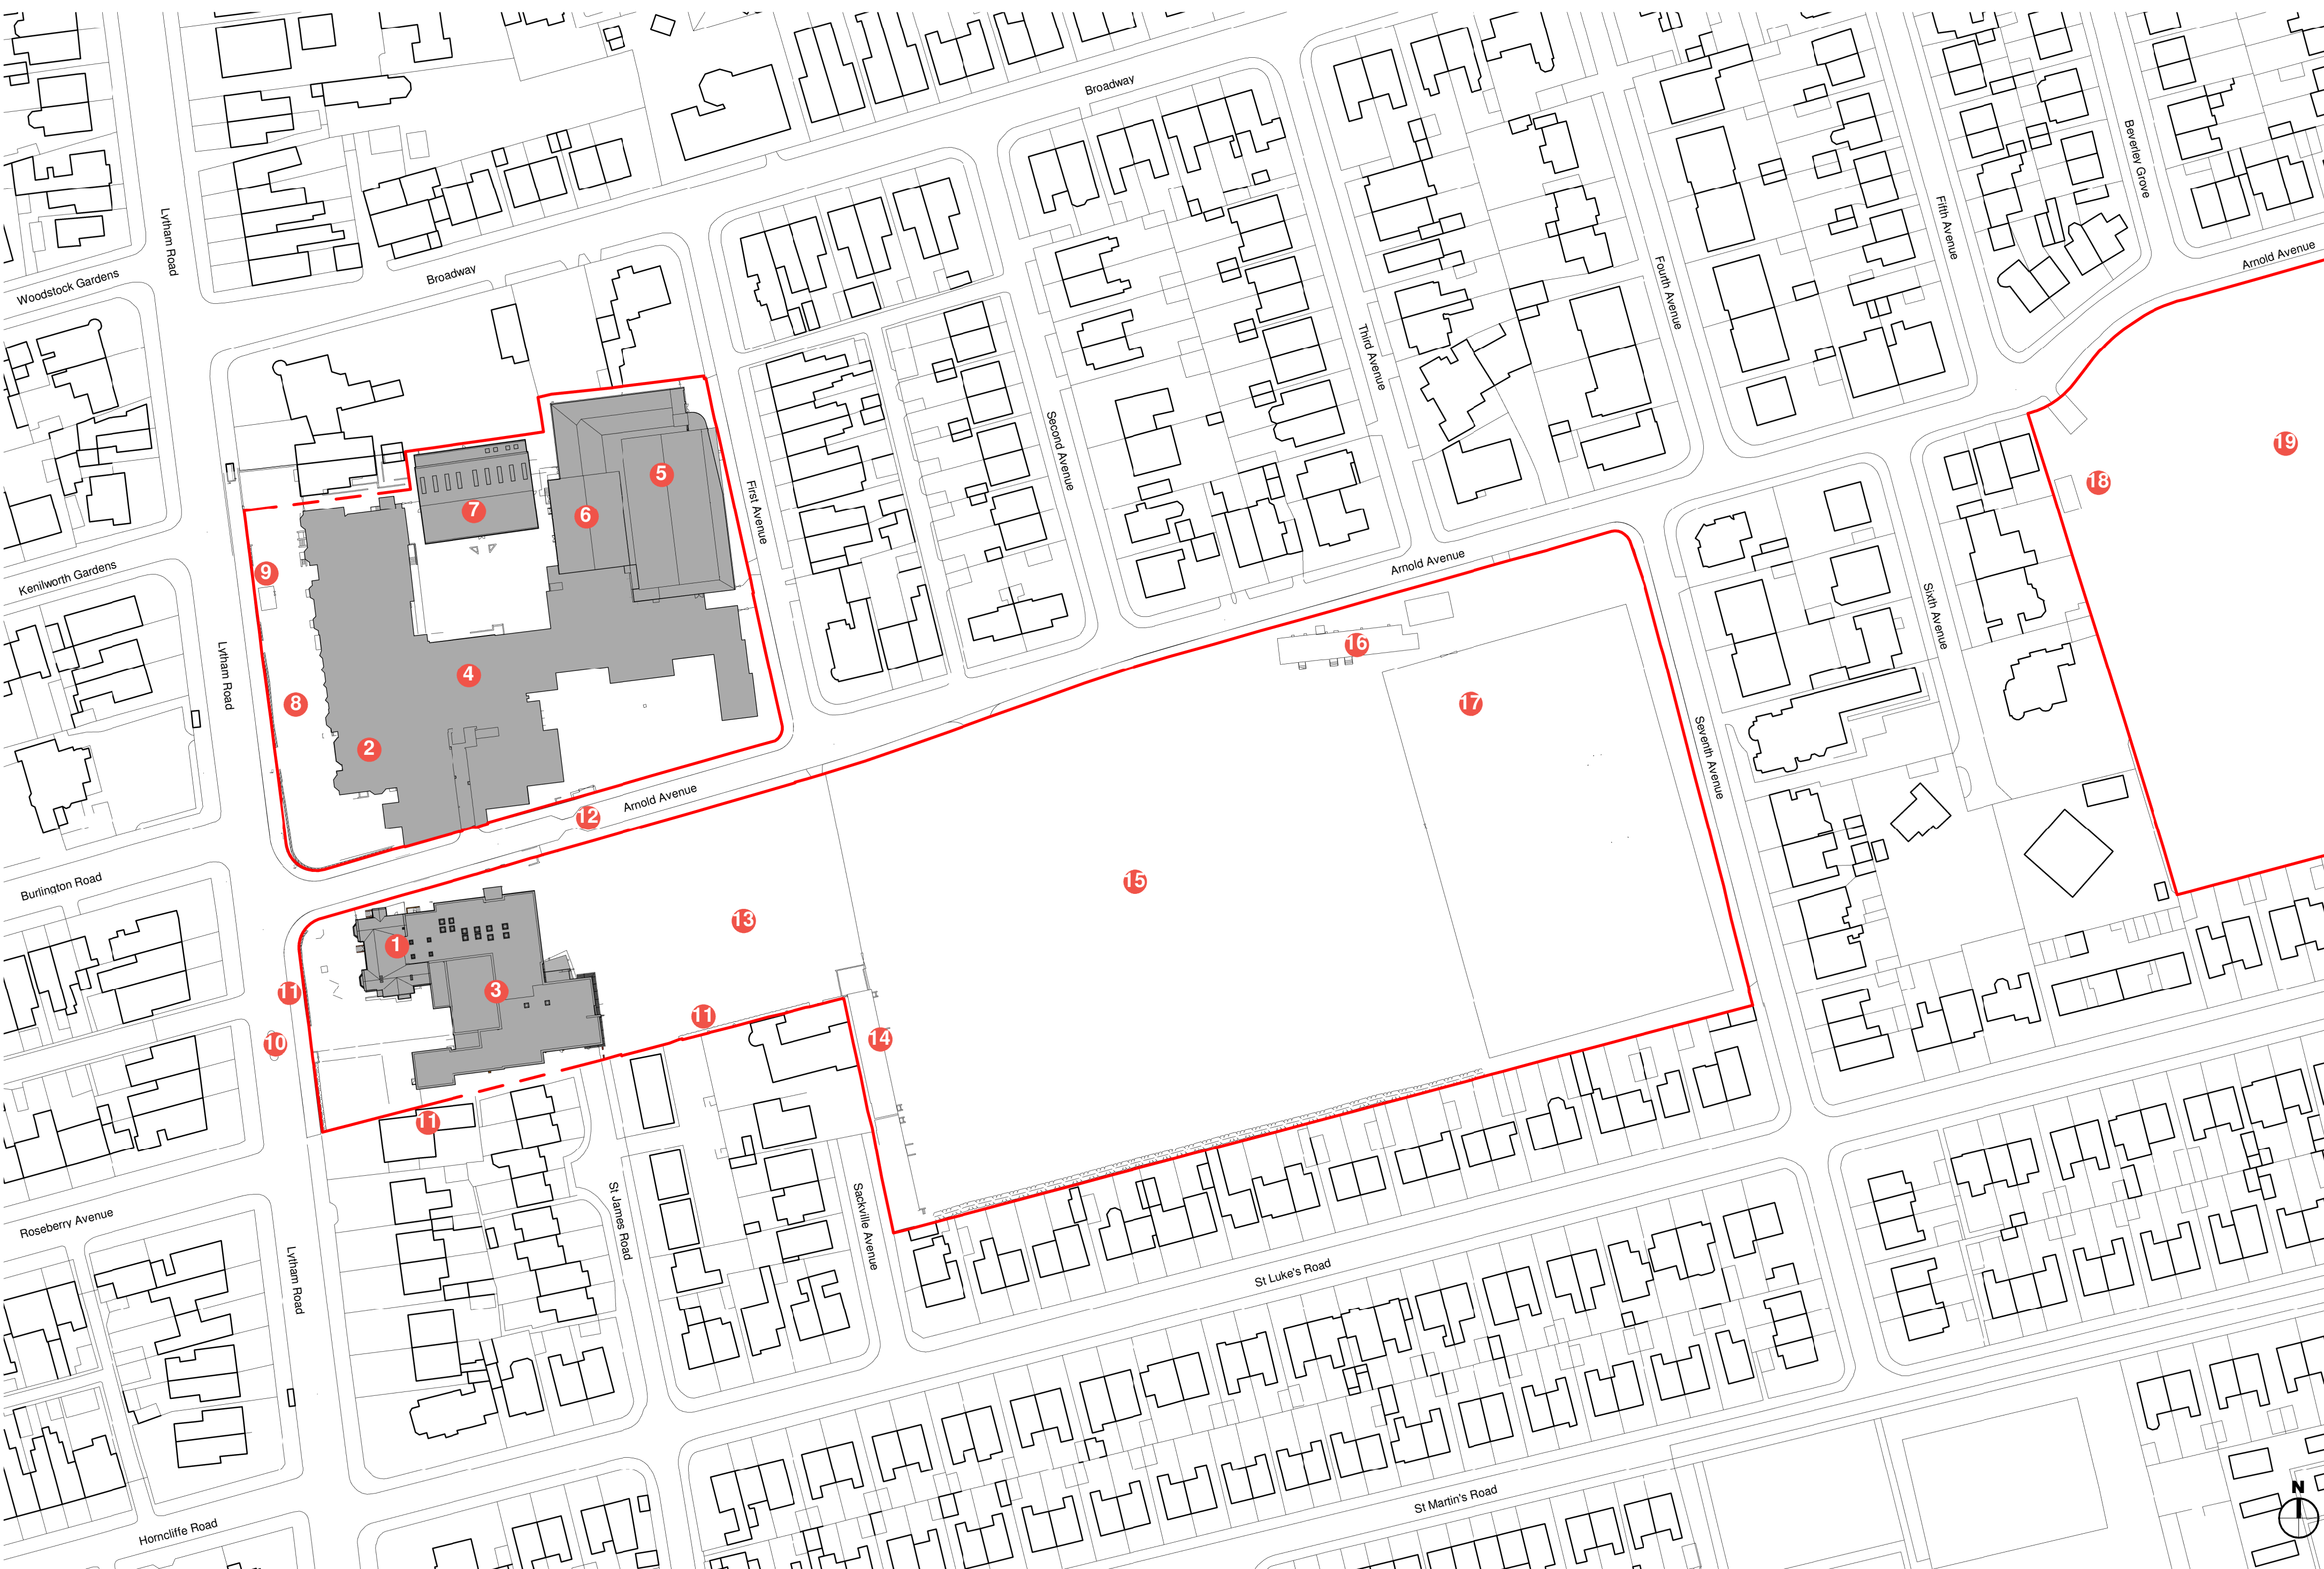 Broadway
Beverley Grove
Lytham Road
Fifth Avenue
Arnold Avenue
Woodstock Gardens
Broadway
Fourth Avenue
Third Avenue
19
Second Avenue
5
18
First Avenue
7
6
Arnold Avenue
9
Kenilworth Gardens
Sixth Avenue
16
Lytham Road
4
8
17
2
Seventh Avenue
Arnold Avenue
12
Burlington Road
15
13
1
3
11
11
10
14
11
Roseberry Avenue
St James Road
Sackville Avenue
Lytham Road
St Luke's Road
N
St Martin's Road
Horncliffe Road